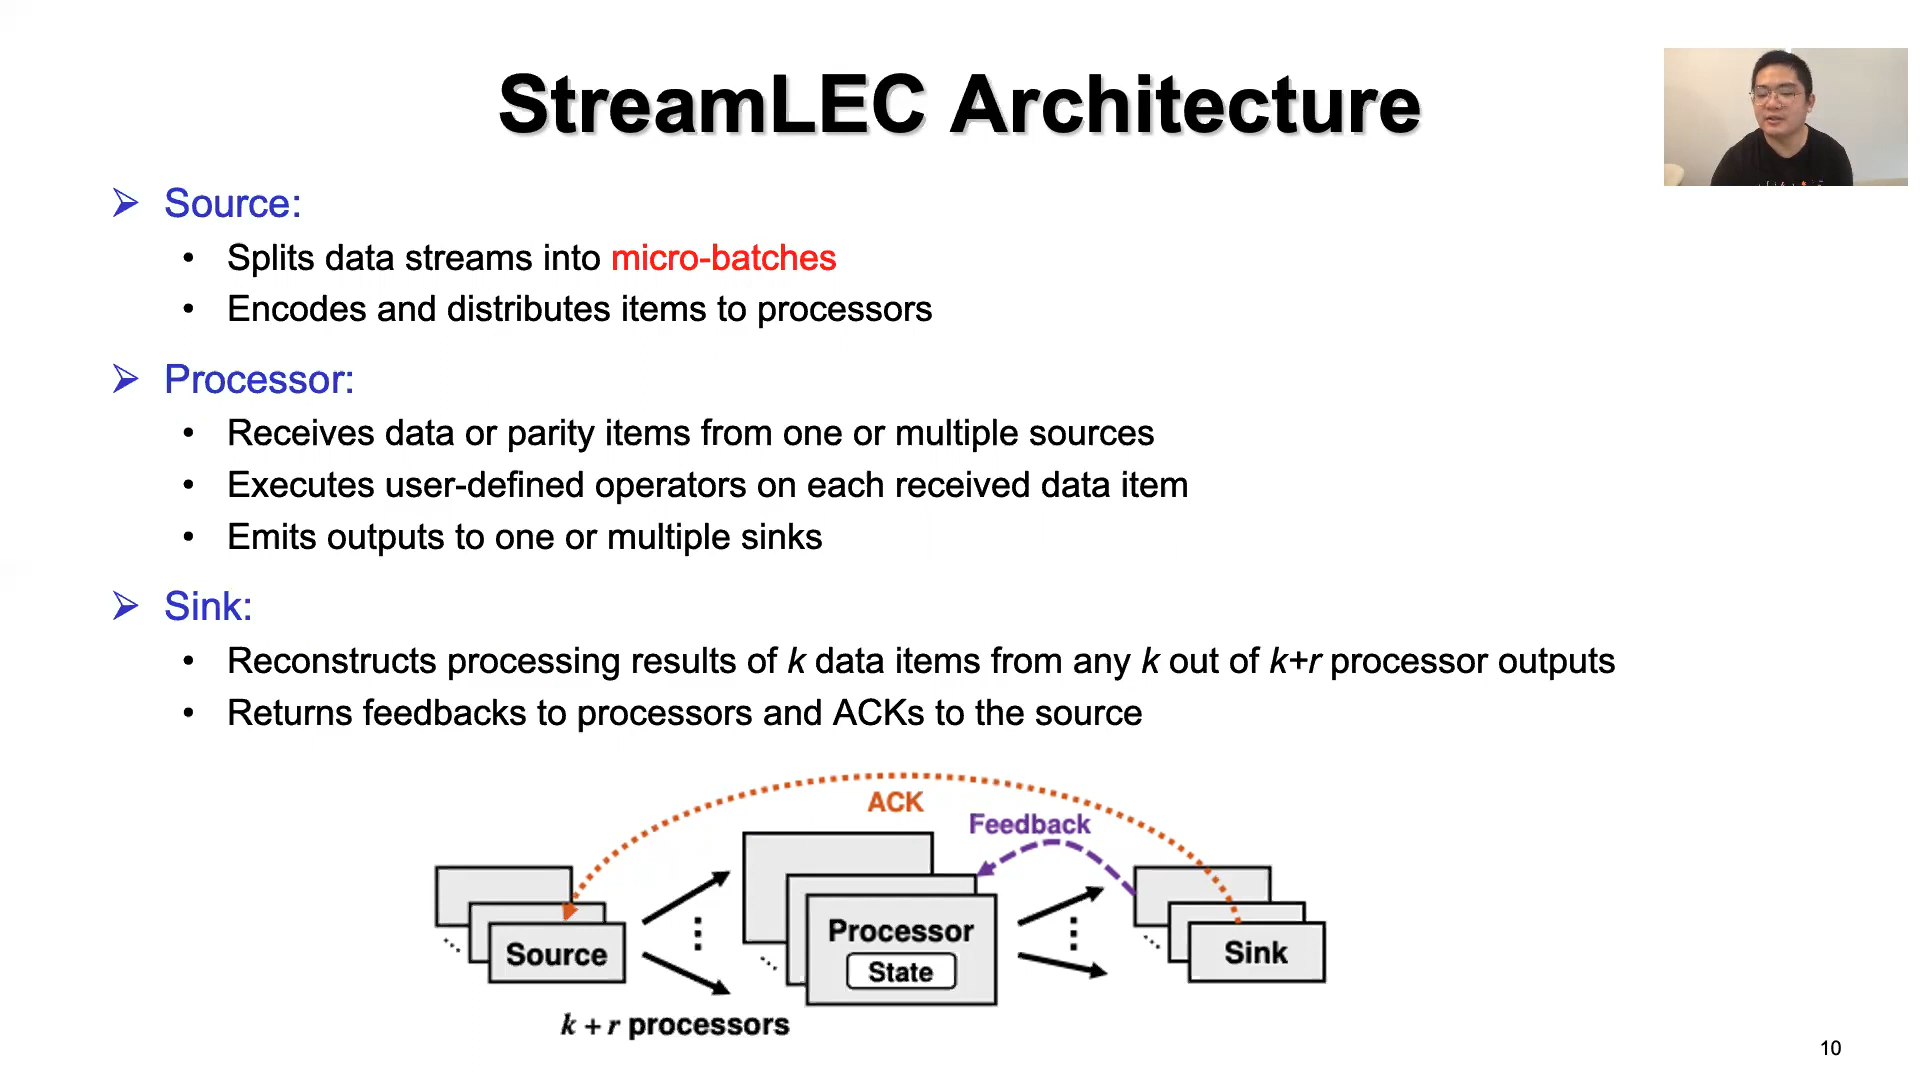 StreamLEC Architecture
Source:
Splits data streams into micro-batches
Encodes and distributes items to processors
Processor:
Receives data or parity items from one or multiple sources
Executes user-defined operators on each received data item
Emits outputs to one or multiple sinks
Sink:
Reconstructs processing results of k data items from any k out of k+r processor outputs
Returns feedbacks to processors and ACKs to the source
ACK
Feedback
Source
Processor
State
Sink
k + r processors
10